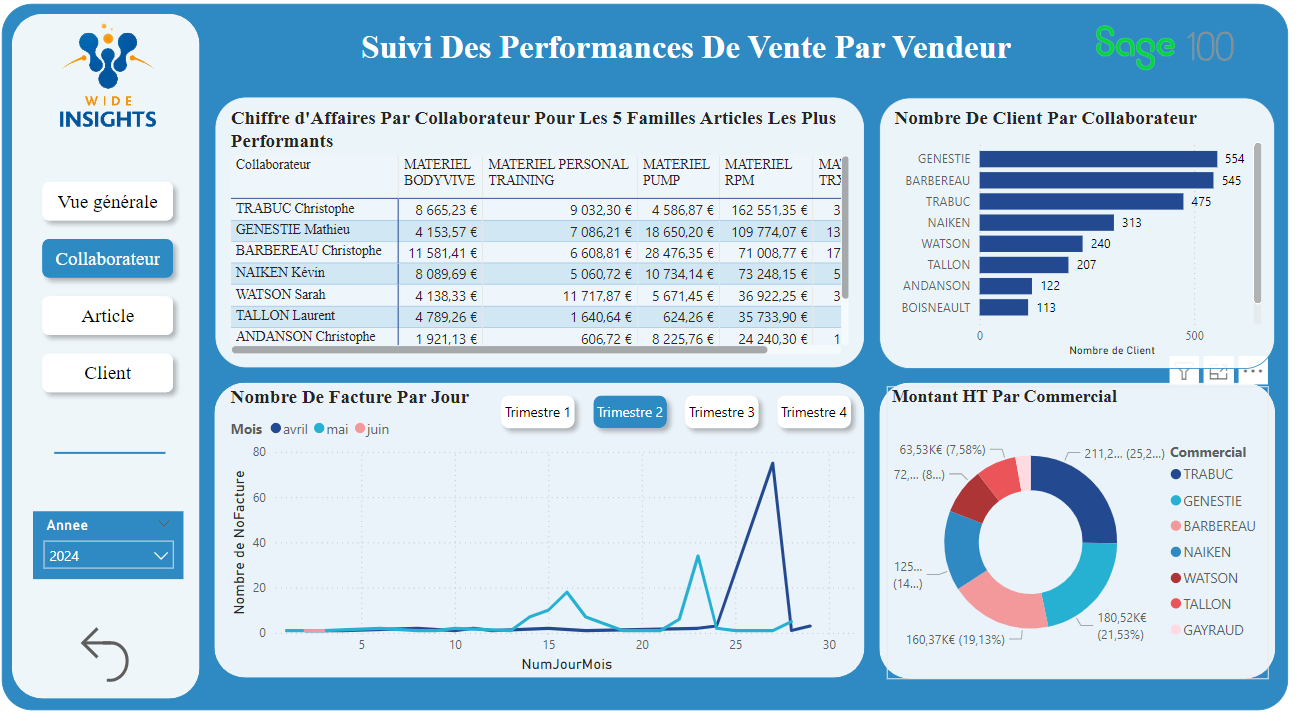 WIDE
INSIGHTS
Suivi Des Performances De Vente Par Vendeur
Sage 100
Vue générale
Collaborateur
Article
Client
Annee
2024
Chiffre d'Affaires Par Collaborateur Pour Les 5 Familles Articles Les Plus
Performants
Collaborateur MATERIEL BODYVIVE MATERIEL PERSONAL TRAINING MATERIEL PUMP MATERIEL RPM MAT TRX
TRABUC Christophe 8 665,23 € 9 032,30 € 4 586,87 € 162 551,35 € 3
GENESTIE Mathieu 4 153,57 € 7 086,21 € 18 650,20 € 109 774,07 € 13
BARBEREAU Christophe 11 581,41 € 6 608,81 € 28 476,35 € 71 008,77 € 17
NAIKEN Kévin 8 089,69 € 5 060,72 € 10 734,14 € 73 248,15 € 5
WATSON Sarah 4 138,33 € 11 717,87 € 5 671,45 € 36 922,25 € 3
TALLON Laurent 4 789,26 € 1 640,64 € 624,26 € 35 733,90 €
ANDANSON Christophe 1 921,13 € 606,72 € 8 225,76 € 24 240,30 € 1
Nombre De Client Par Collaborateur
GENESTIE 554
BARBEREAU 545
TRABUC 475
NAIKEN 313
WATSON 240
TALLON 207
ANDANSON 122
BOISNEAULT 113
0 500
Nombre de Client
Nombre De Facture Par Jour
Trimestre 1 Trimestre 2 Trimestre 3 Trimestre 4
Mois avril mai juin
Nombre de NoFacture
80
60
40
20
0
5 10 15 20 25 30
NumJourMois
Montant HT Par Commercial
63,53K€ (7,58%)
211,2... (25,2...)
72,... (8...)
125...
(14...)
160,37K€ (19,13%)
180,52K€
(21,53%)
Commercial
TRABUC
GENESTIE
BARBEREAU
NAIKEN
WATSON
TALLON
GAYRAUD